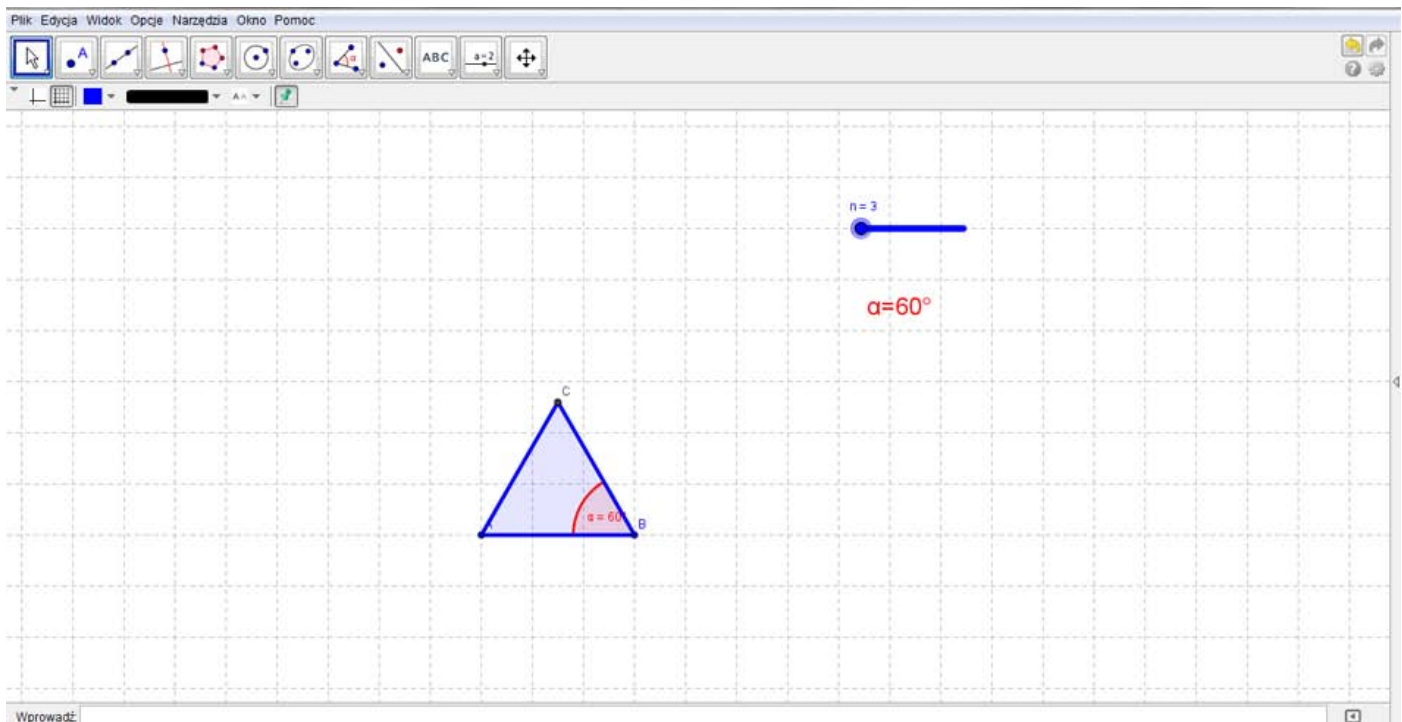 Plik Edycja Widok Opcje Narzędzia Okno Pomoc
A α ABC a=2
n = 3
α=60°
C
α = 60°
A B
Wprowadź: